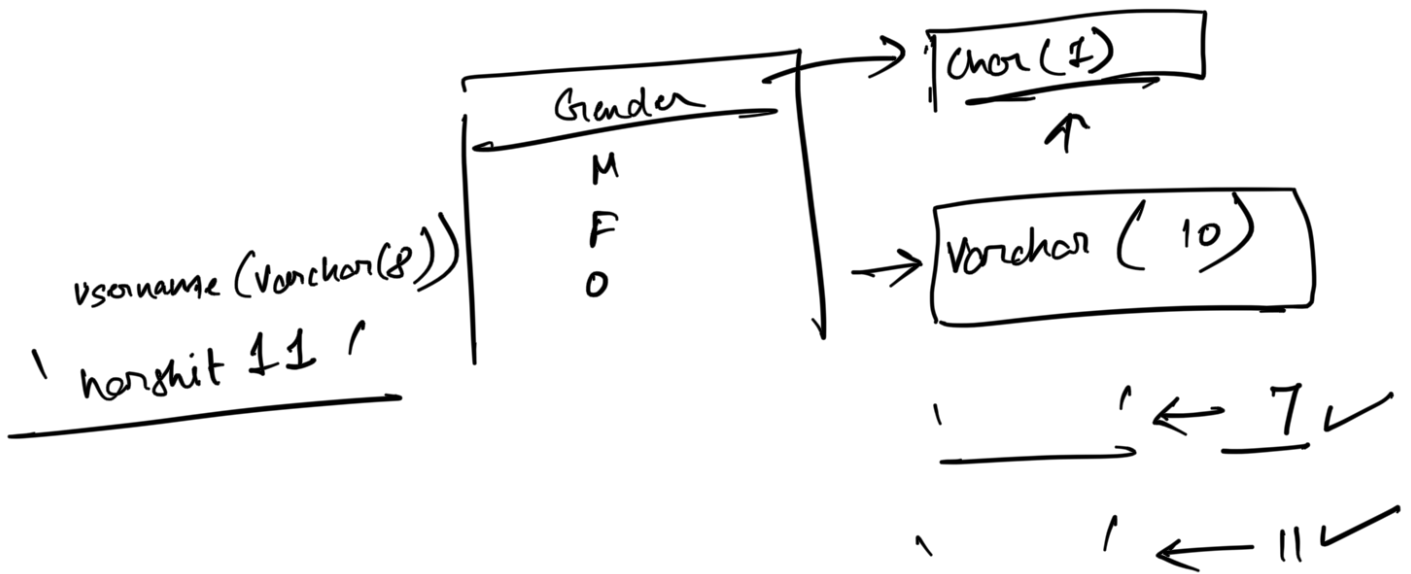 Gender
M
F
O
char(1)
varchar (10)
username (varchar(8))
' harshit 11 '
' ' ← 7 ✓
' ' ← 11 ✓